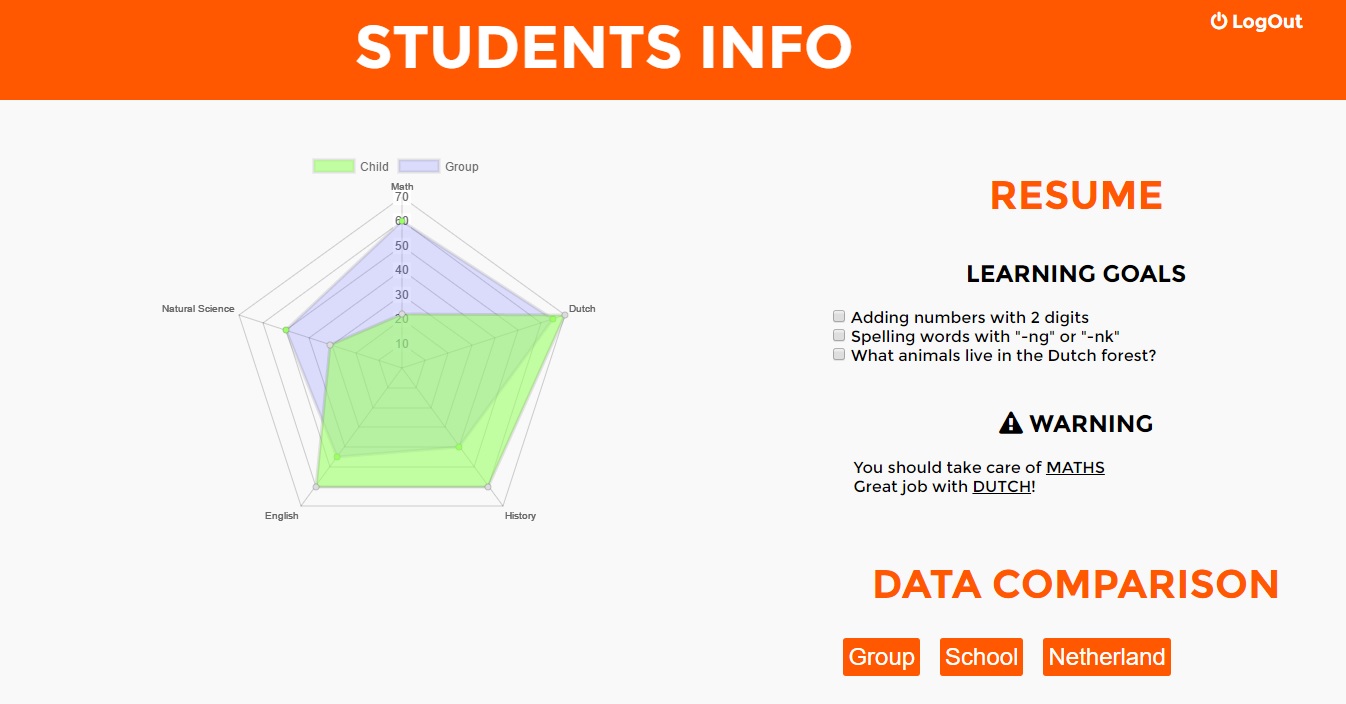 STUDENTS INFO
LogOut
Child
Group
Math
70
60
50
40
30
20
10
Natural Science
Dutch
English
History
RESUME
LEARNING GOALS
Adding numbers with 2 digits
Spelling words with "-ng" or "-nk"
What animals live in the Dutch forest?
WARNING
You should take care of MATHS
Great job with DUTCH!
DATA COMPARISON
Group
School
Netherland